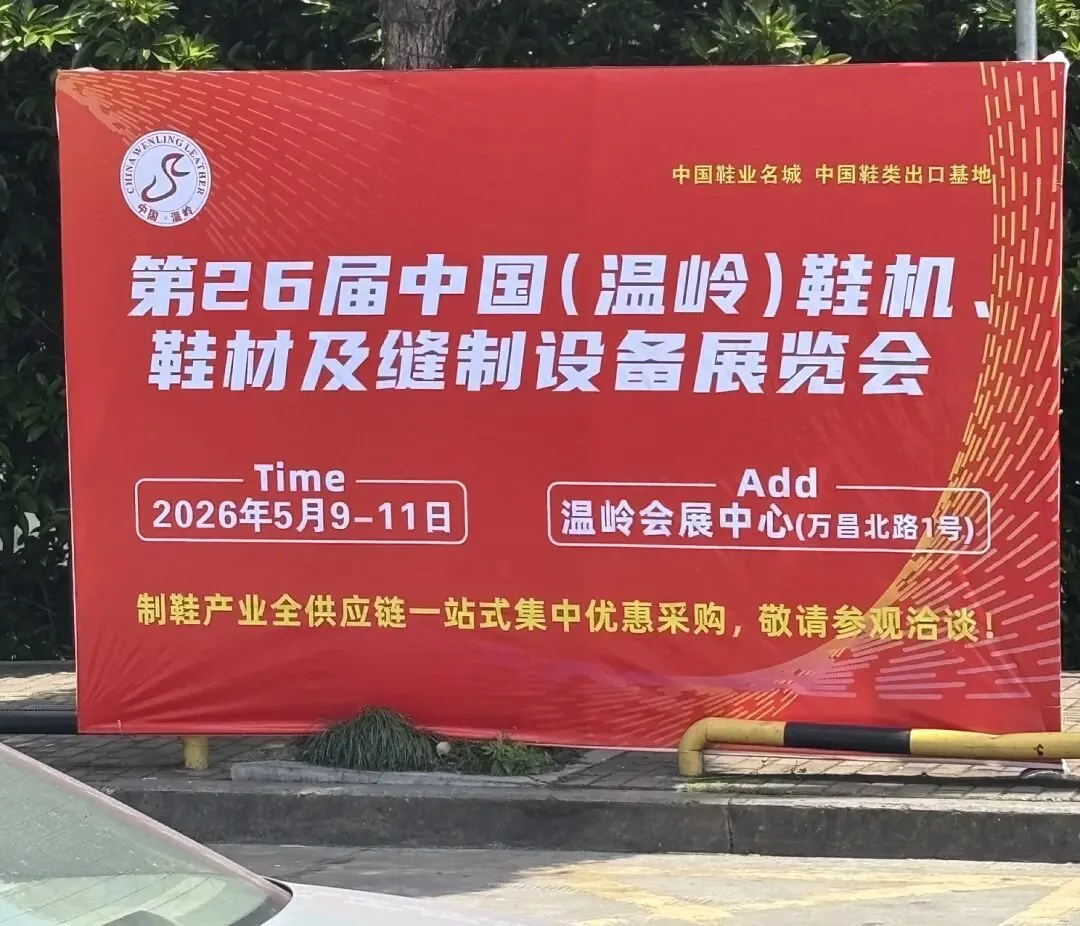 CHINA WENLING LEATHER
中国·温岭
中国鞋业名城 中国鞋类出口基地
第26届中国(温岭)鞋机、
鞋材及缝制设备展览会
Time
2026年5月9-11日
Add
温岭会展中心(万昌北路1号)
制鞋产业全供应链一站式集中优惠采购，敬请参观洽谈！